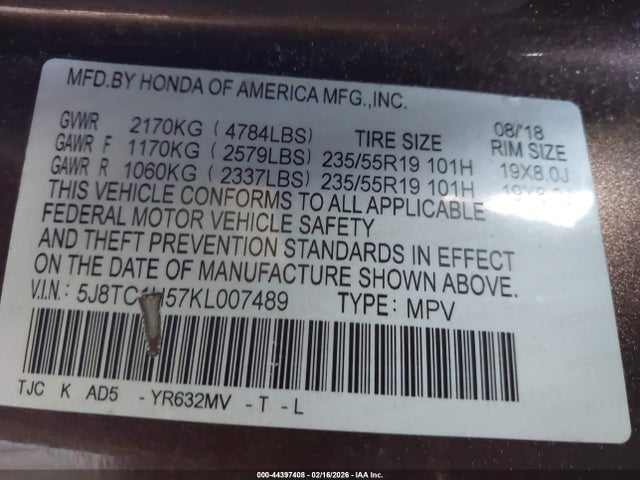 MFD.BY HONDA OF AMERICA MFG.,INC.
08/'18
GVWR 2170KG ( 4784LBS) TIRE SIZE RIM SIZE
GAWR F 1170KG ( 2579LBS) 235/55R19 101H 19X8.0J
GAWR R 1060KG ( 2337LBS) 235/55R19 101H 19X8.0J
THIS VEHICLE CONFORMS TO ALL APPLICABLE
FEDERAL MOTOR VEHICLE SAFETY
AND THEFT PREVENTION STANDARDS IN EFFECT
ON THE DATE OF MANUFACTURE SHOWN ABOVE.
V.I.N.: TYPE: MPV
TJC K AD5 - YR632MV - T - L
000-44397408 - 02/16/2026 - IAAI Inc.